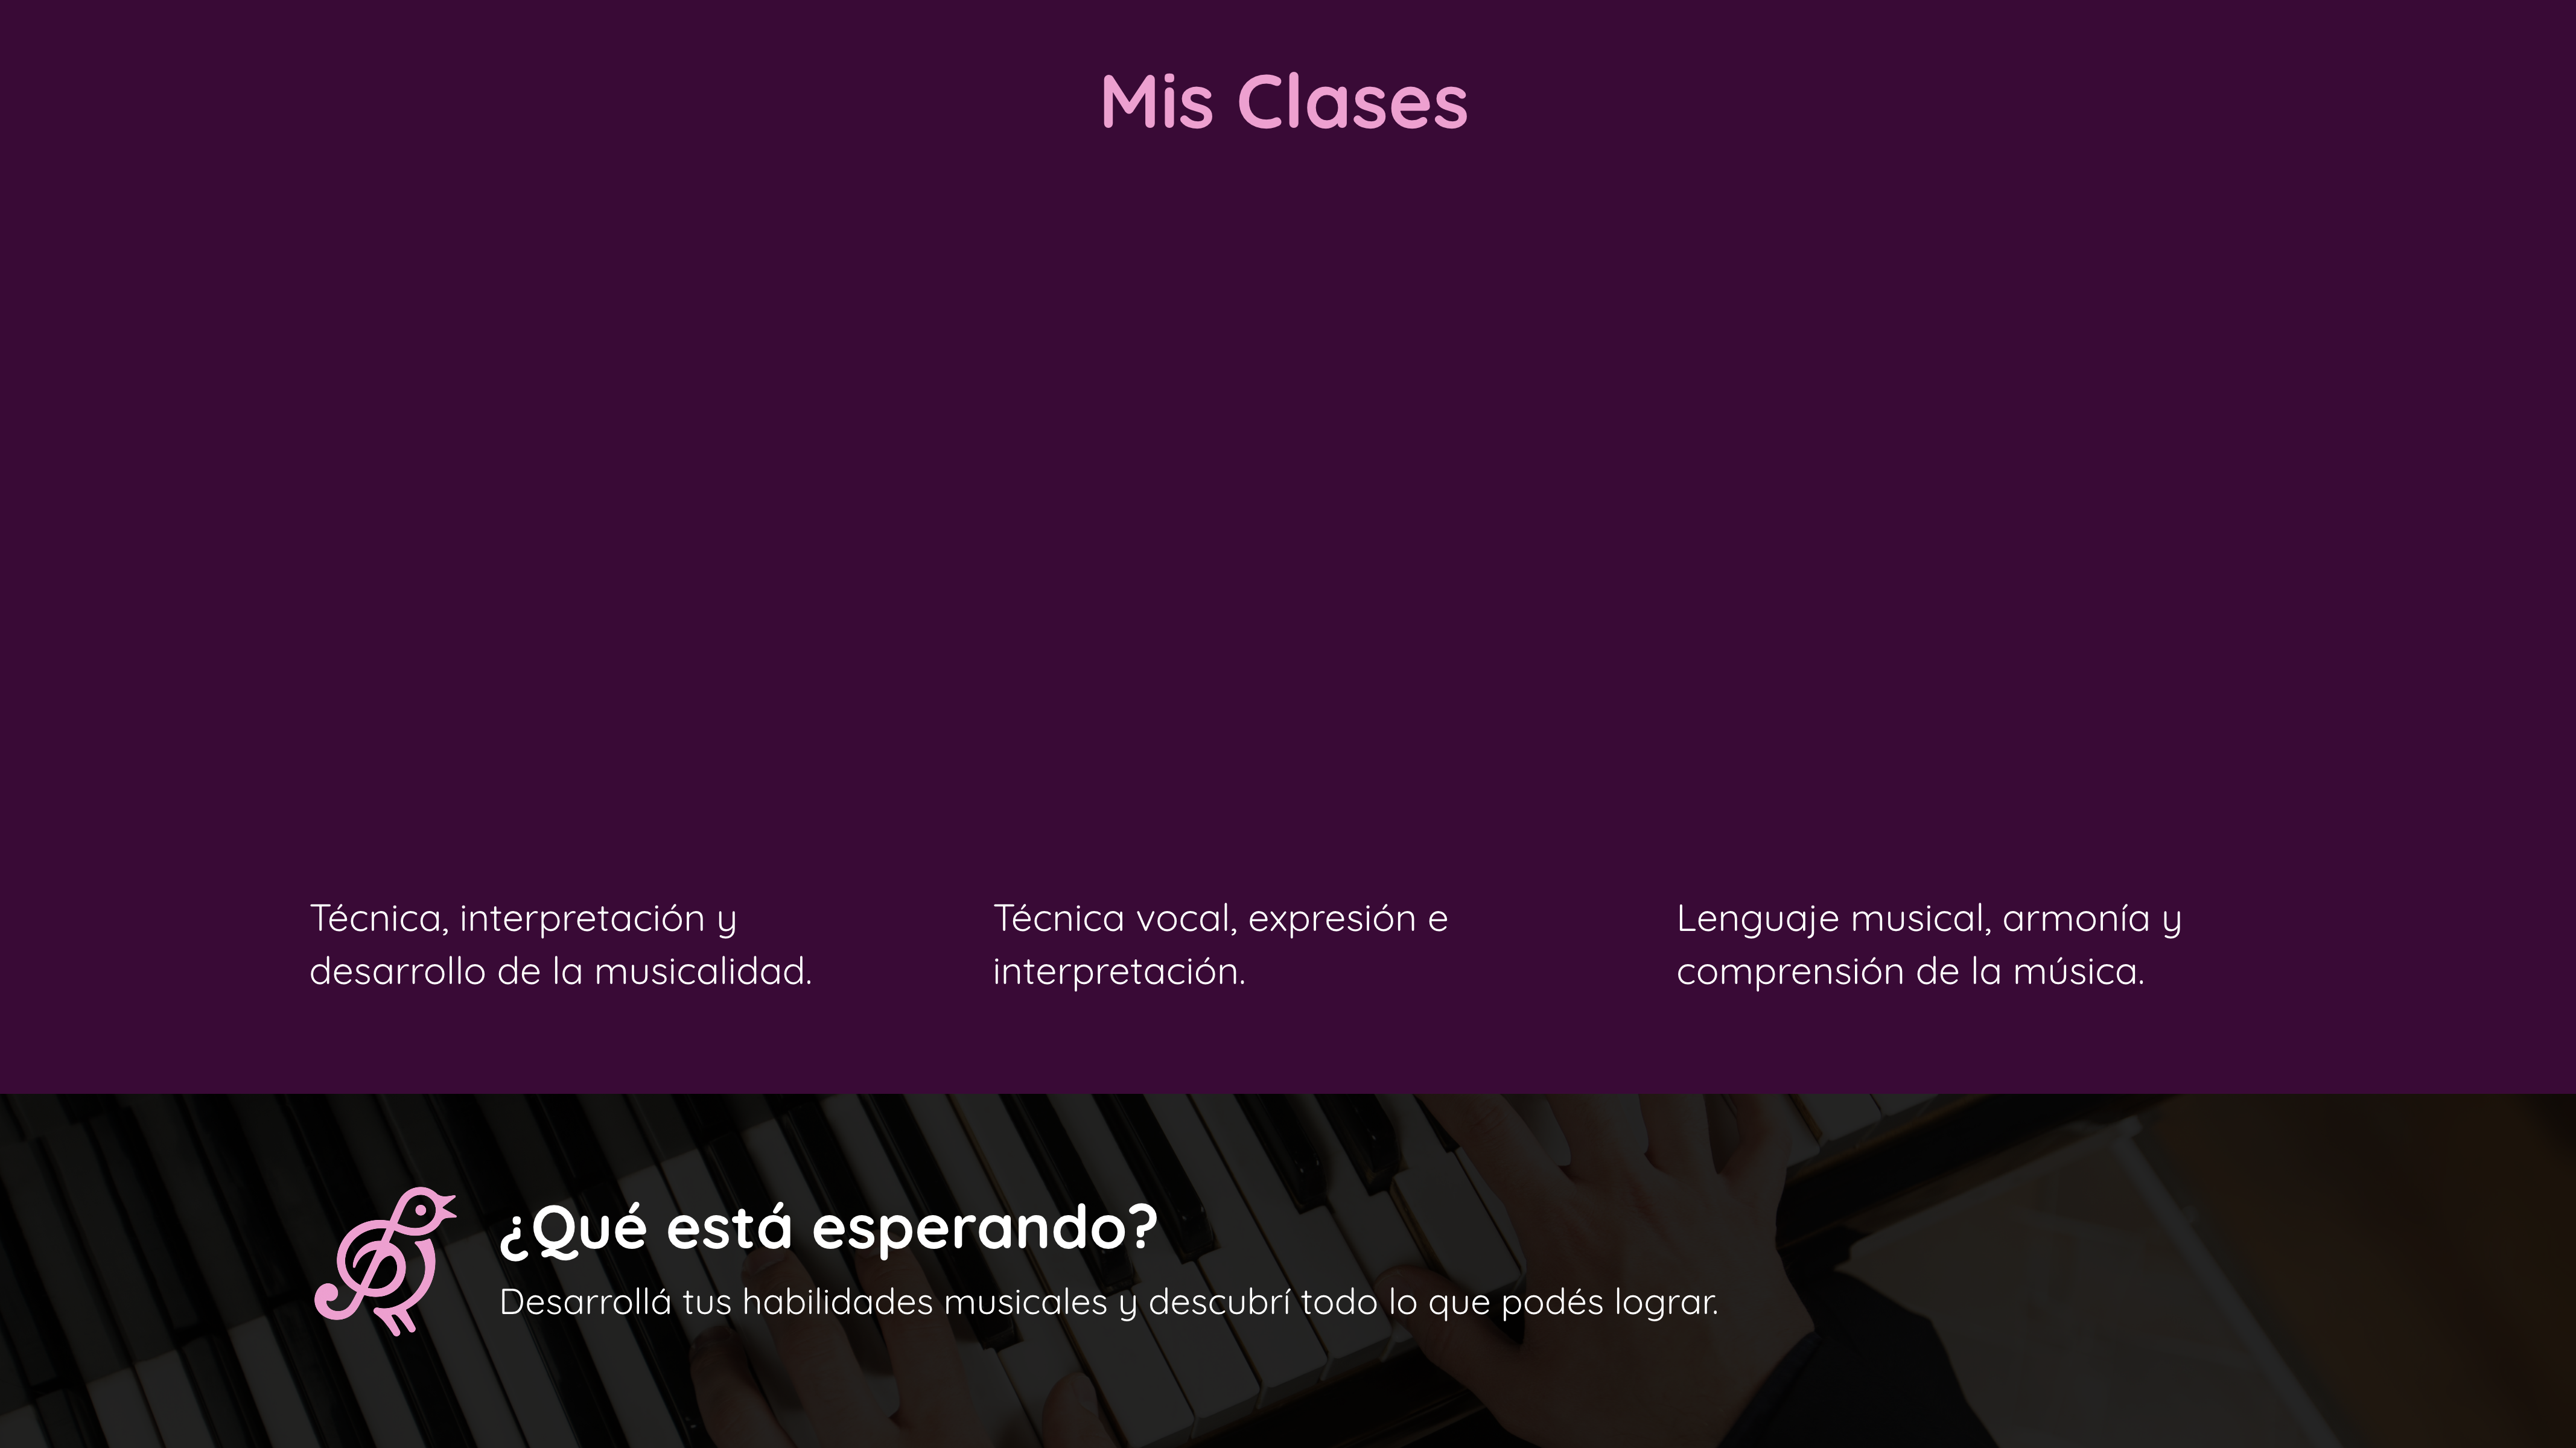 Mis Clases
Técnica, interpretación y
desarrollo de la musicalidad.
Técnica vocal, expresión e
interpretación.
Lenguaje musical, armonía y
comprensión de la música.
¿Qué está esperando?
Desarrollá tus habilidades musicales y descubrí todo lo que podés lograr.